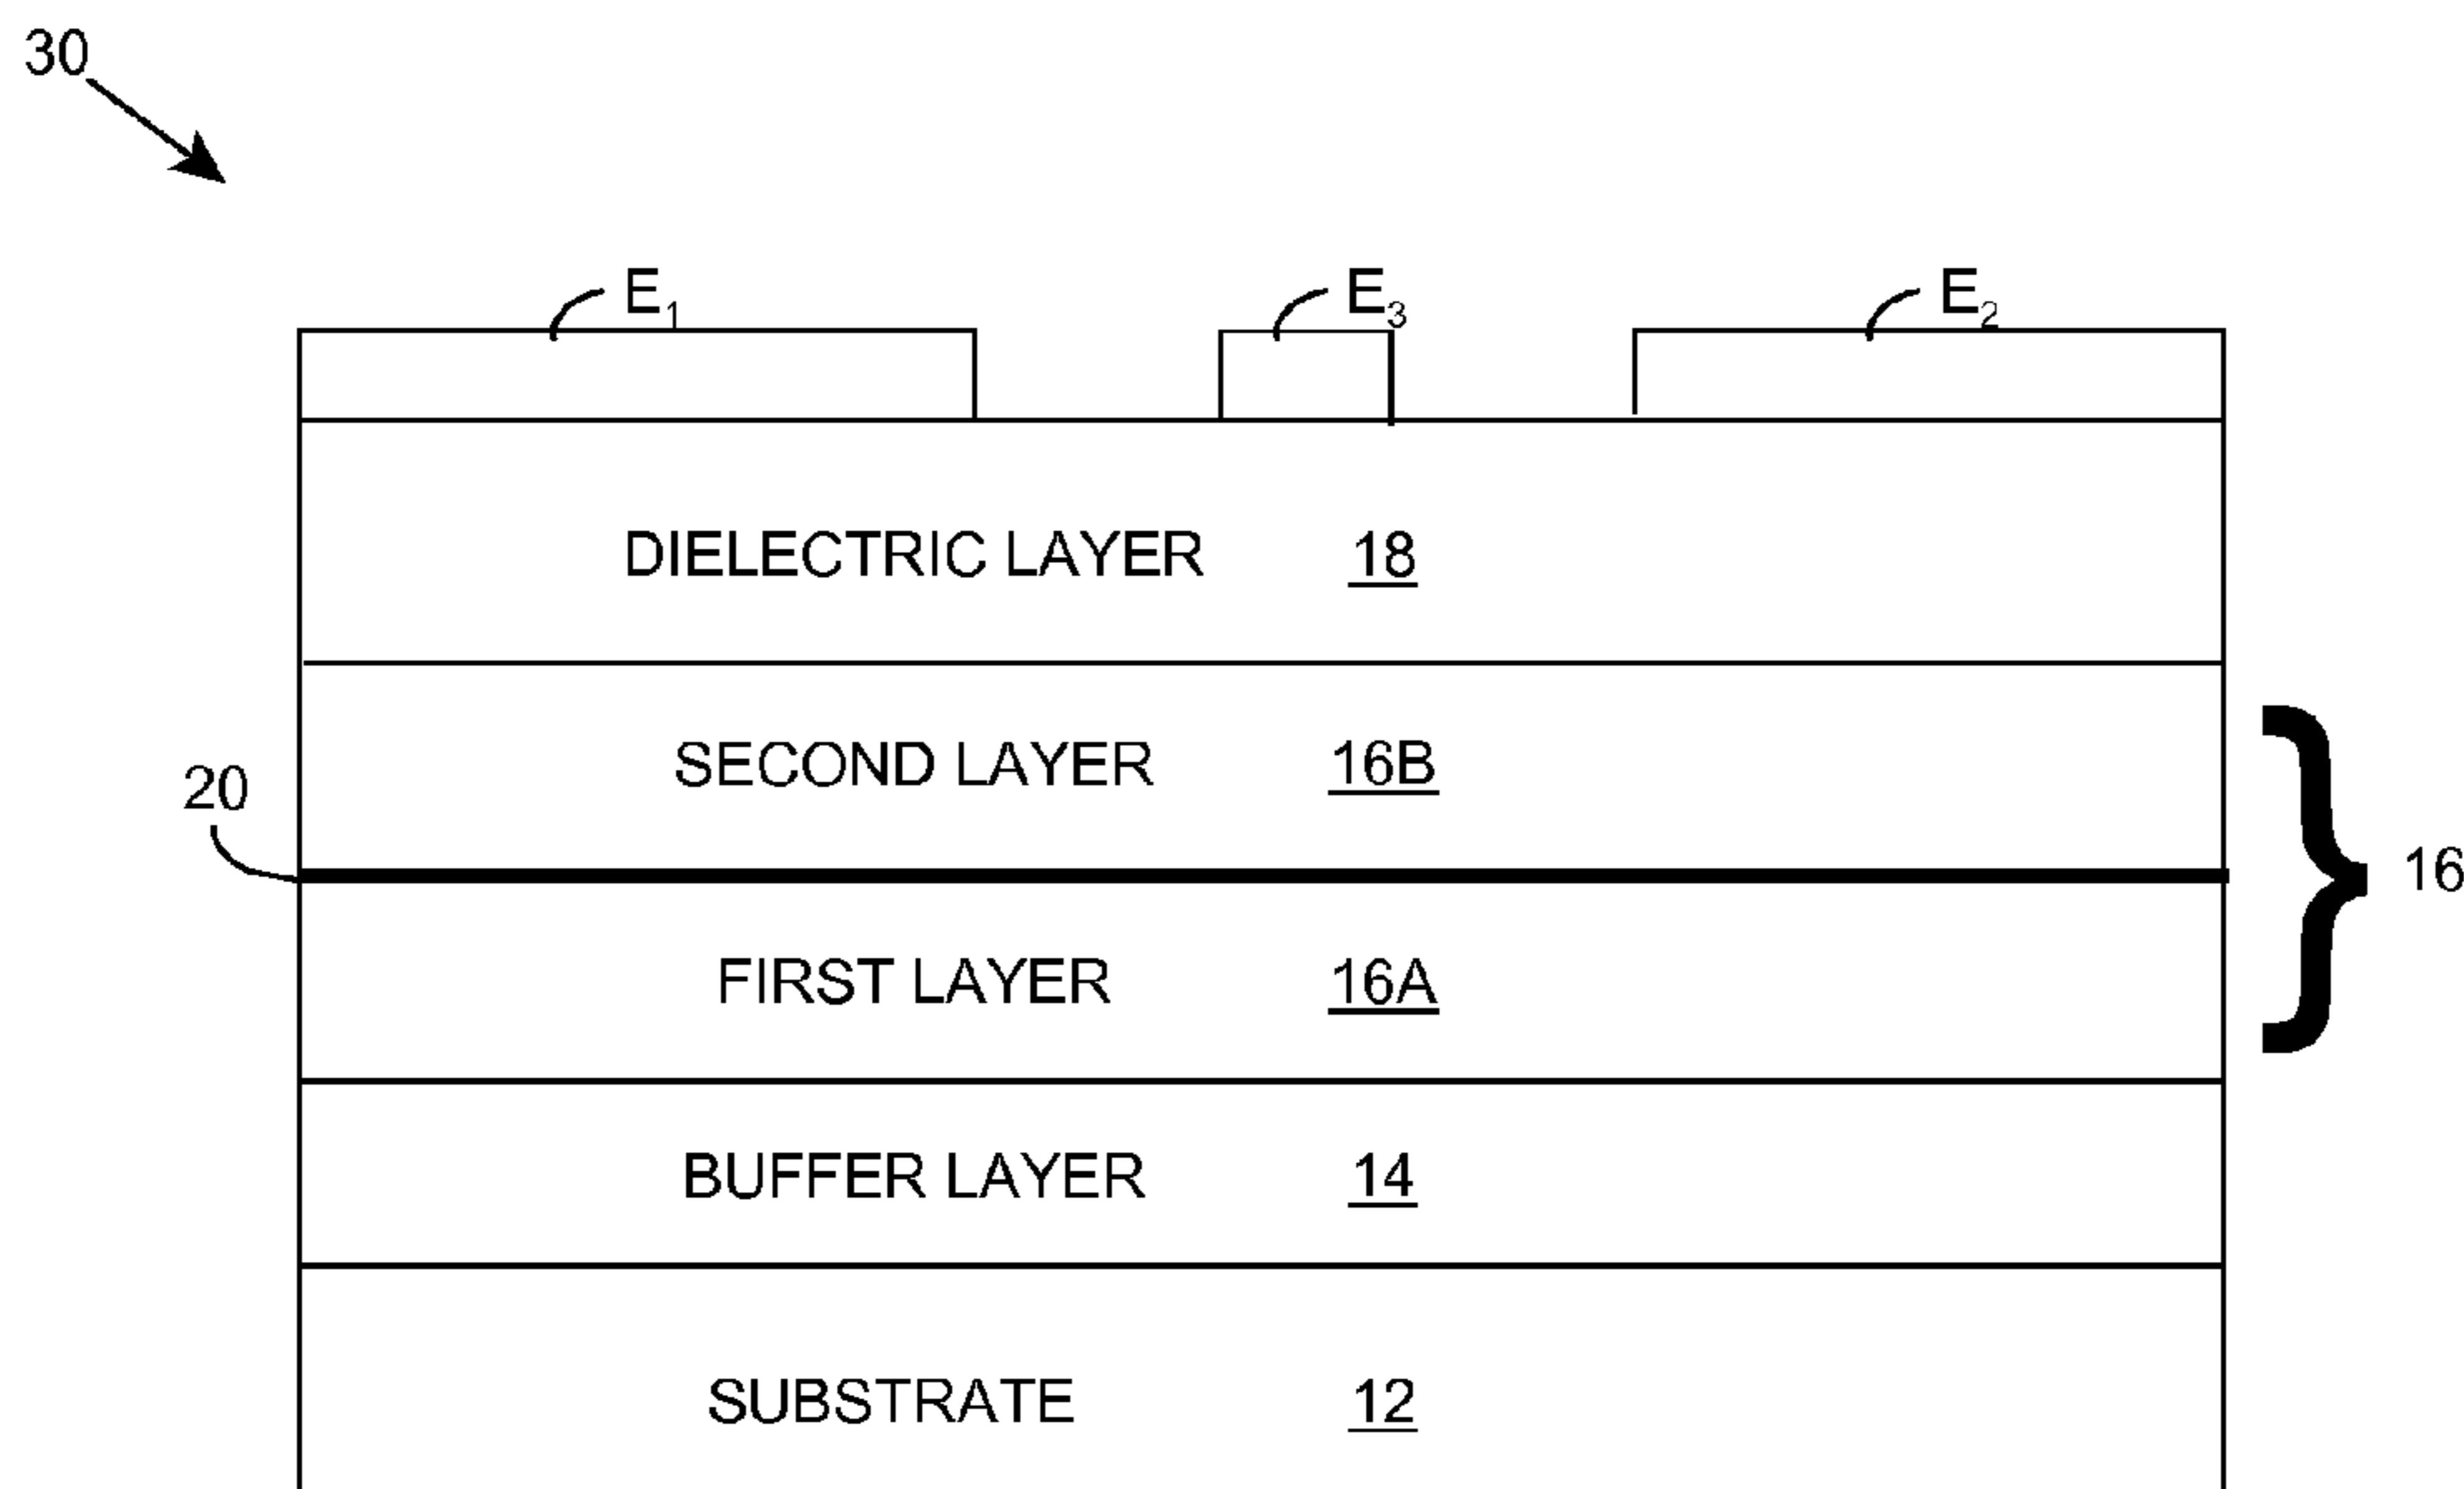 30
E1 E3 E2
DIELECTRIC LAYER 18
SECOND LAYER 16B
20
16
FIRST LAYER 16A
BUFFER LAYER 14
SUBSTRATE 12